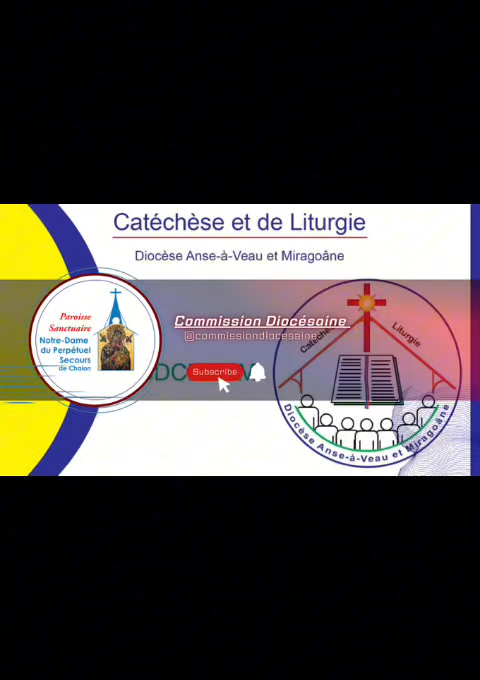 Catéchèse et de Liturgie
Diocèse Anse-à-Veau et Miragoâne
Paroisse
Sanctuaire
Notre-Dame
du Perpétuel
Secours
de Chalon
Commission Diocésaine
@commissiondiocesaine
Subscribe
Catéchèse
Liturgie
Diocèse Anse-à-Veau et Miragoâne